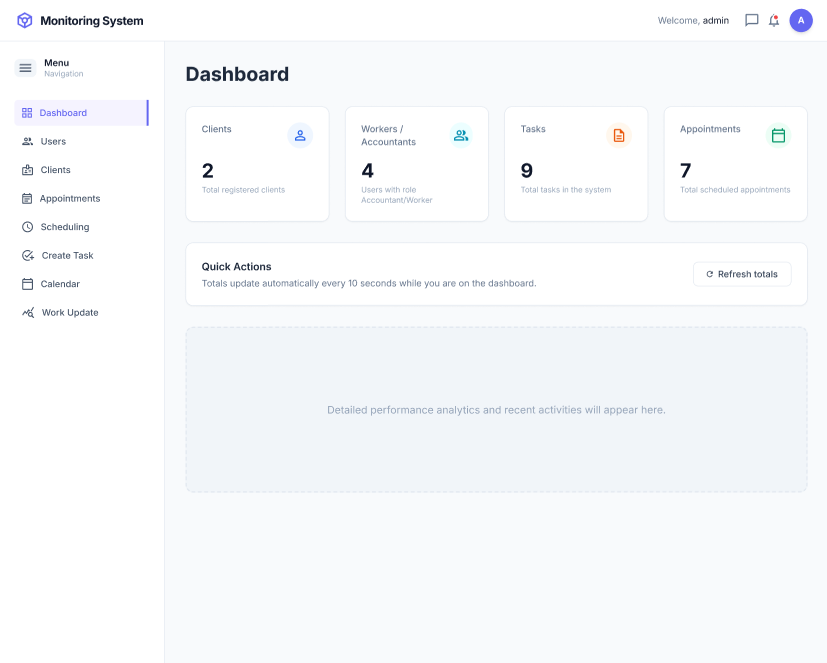 Monitoring System
Welcome, admin
A
Menu
Navigation
Dashboard
Users
Clients
Appointments
Scheduling
Create Task
Calendar
Work Update
Dashboard
Clients
2
Total registered clients
Workers /
Accountants
4
Users with role
Accountant/Worker
Tasks
9
Total tasks in the system
Appointments
7
Total scheduled appointments
Quick Actions
Totals update automatically every 10 seconds while you are on the dashboard.
Refresh totals
Detailed performance analytics and recent activities will appear here.